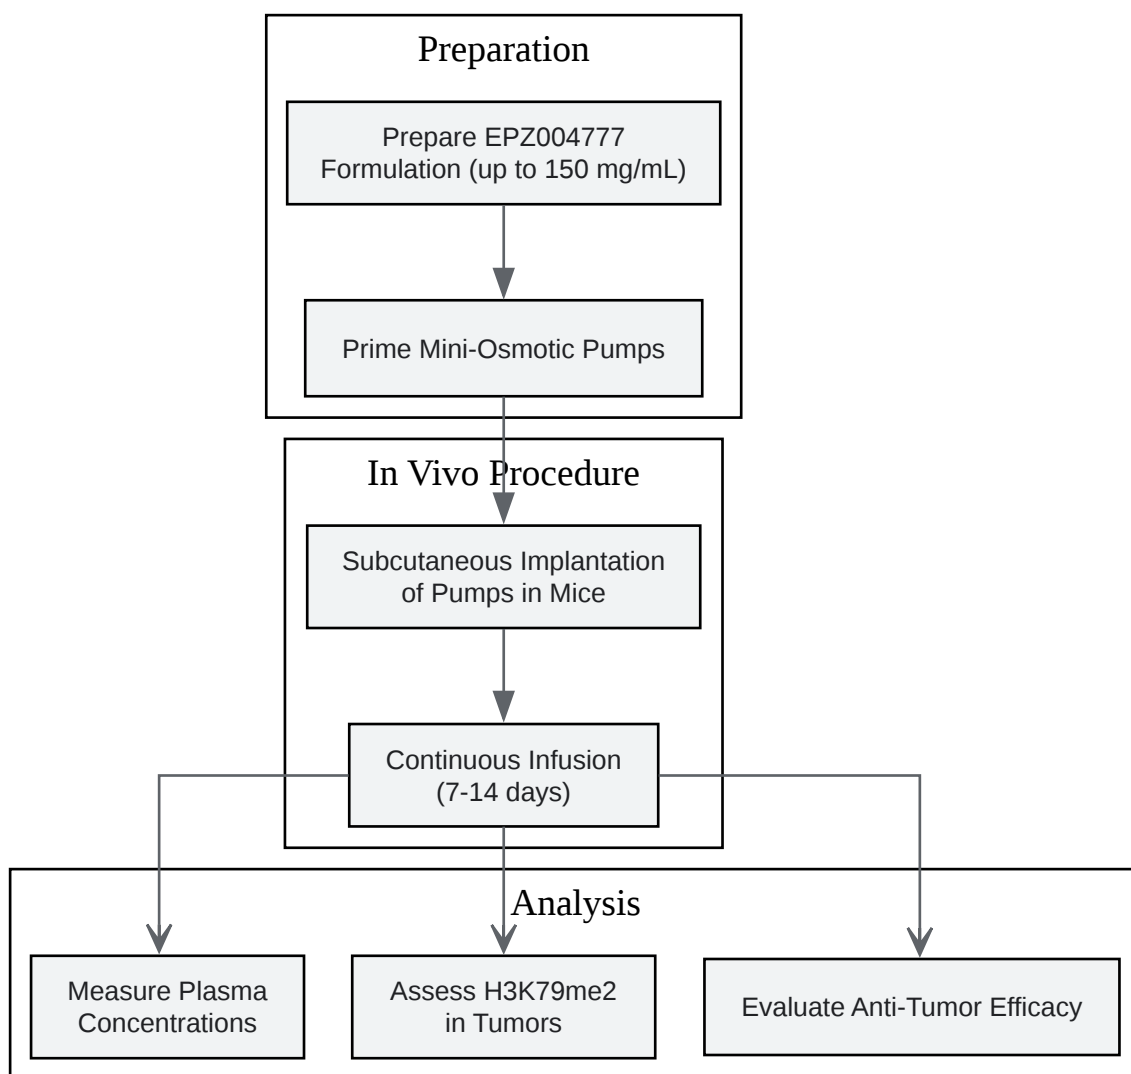 Preparation
Prepare EPZ004777
Formulation (up to 150 mg/mL)
Prime Mini-Osmotic Pumps
In Vivo Procedure
Subcutaneous Implantation
of Pumps in Mice
Continuous Infusion
(7-14 days)
Analysis
Measure Plasma
Concentrations
Assess H3K79me2
in Tumors
Evaluate Anti-Tumor Efficacy